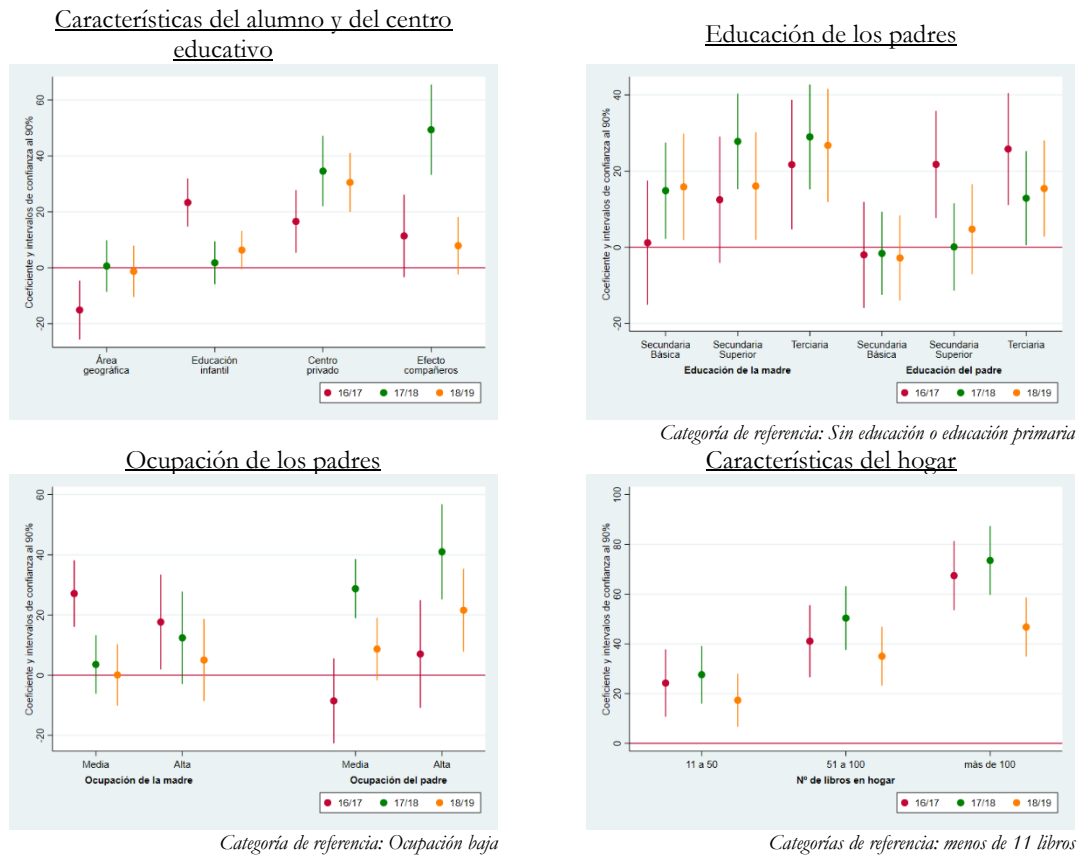 Características del alumno y del centro
educativo
Coeficiente y intervalos de confianza al 90%
60
40
20
0
-20
Área
geográfica
Educación
infantil
Centro
privado
Efecto
compañeros
16/17 17/18 18/19
Educación de los padres
Coeficiente y intervalos de confianza al 90%
40
20
0
-20
Secundaria
Básica
Secundaria
Superior
Terciaria
Secundaria
Básica
Secundaria
Superior
Terciaria
Educación de la madre Educación del padre
16/17 17/18 18/19
Categoría de referencia: Sin educación o educación primaria
Ocupación de los padres
Coeficiente y intervalos de confianza al 90%
60
40
20
0
-20
Media Alta Media Alta
Ocupación de la madre Ocupación del padre
16/17 17/18 18/19
Categoría de referencia: Ocupación baja
Características del hogar
Coeficiente y intervalos de confianza al 90%
100
80
60
40
20
0
11 a 50 51 a 100 más de 100
Nº de libros en hogar
16/17 17/18 18/19
Categorías de referencia: menos de 11 libros